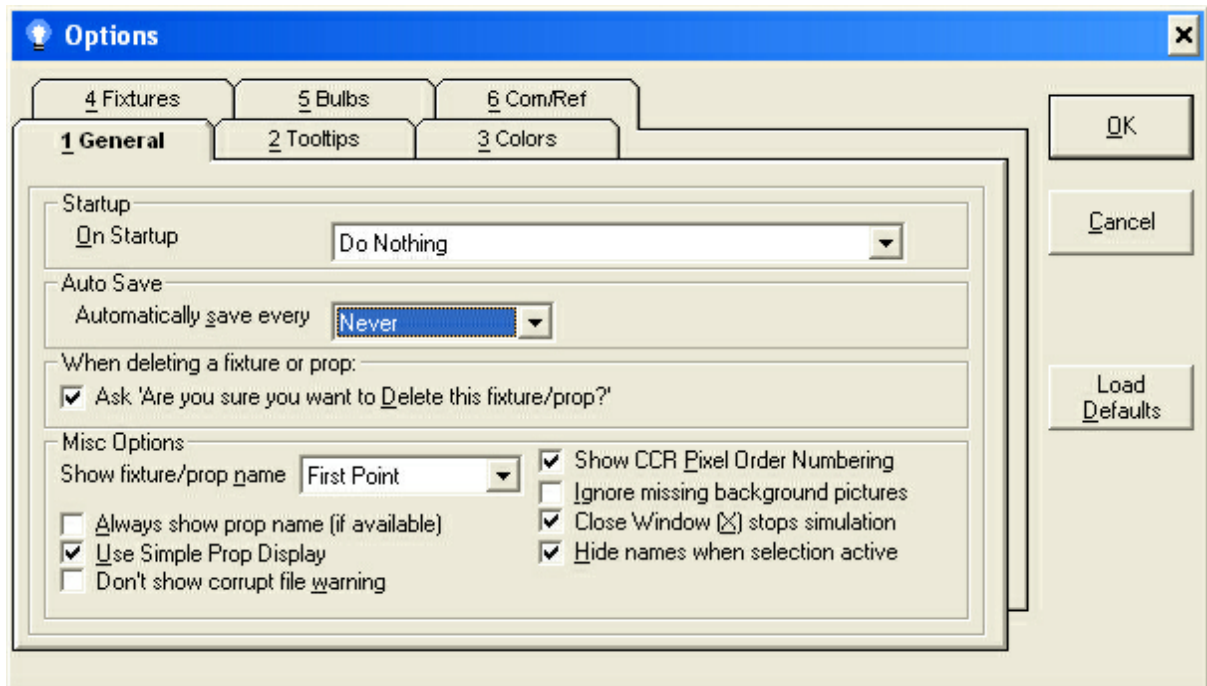 Options
4 Fixtures
5 Bulbs
6 Com/Ref
1 General
2 Tooltips
3 Colors
OK
Cancel
Load
Defaults
Startup
On Startup
Do Nothing
Auto Save
Automatically save every
Never
When deleting a fixture or prop:
Ask 'Are you sure you want to Delete this fixture/prop?'
Misc Options
Show fixture/prop name
First Point
Always show prop name (if available)
Use Simple Prop Display
Don't show corrupt file warning
Show CCR Pixel Order Numbering
Ignore missing background pictures
Close Window (X) stops simulation
Hide names when selection active